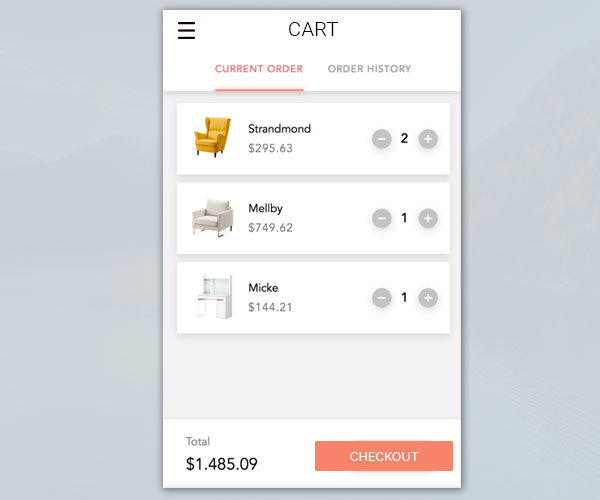 CART
CURRENT ORDER ORDER HISTORY
Strandmond
$295.63
2
Mellby
$749.62
1
Micke
$144.21
1
Total
$1.485.09
CHECKOUT